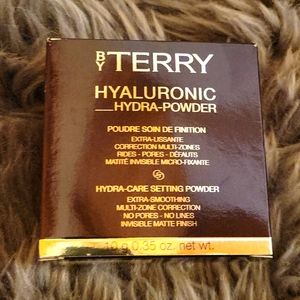 BY TERRY
HYALURONIC
HYDRA-POWDER
POUDRE SOIN DE FINITION
EXTRA-LISSANTE
CORRECTION MULTI-ZONES
RIDES - PORES - DÉFAUTS
MATITÉ INVISIBLE MICRO-FIXANTE
HYDRA-CARE SETTING POWDER
EXTRA-SMOOTHING
MULTI-ZONE CORRECTION
NO PORES - NO LINES
INVISIBLE MATTE FINISH
10 g 0.35 oz. net wt.